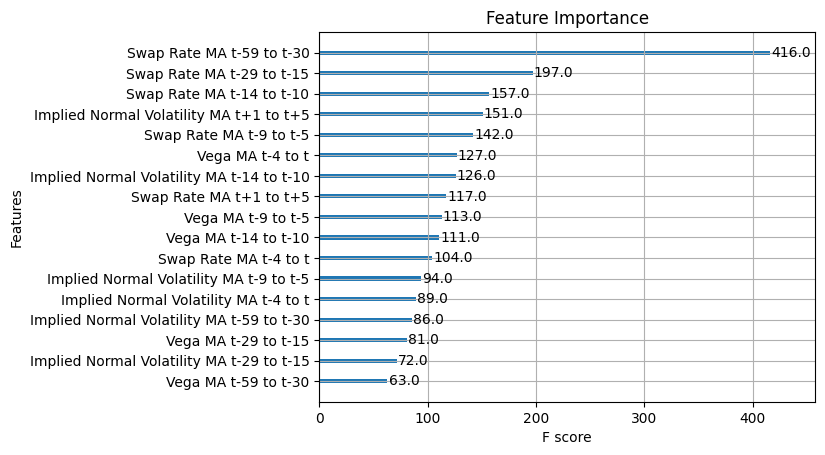 Feature Importance
Swap Rate MA t-59 to t-30 416.0
Swap Rate MA t-29 to t-15 197.0
Swap Rate MA t-14 to t-10 157.0
Implied Normal Volatility MA t+1 to t+5 151.0
Swap Rate MA t-9 to t-5 142.0
Vega MA t-4 to t 127.0
Implied Normal Volatility MA t-14 to t-10 126.0
Swap Rate MA t+1 to t+5 117.0
Vega MA t-9 to t-5 113.0
Vega MA t-14 to t-10 111.0
Swap Rate MA t-4 to t 104.0
Implied Normal Volatility MA t-9 to t-5 94.0
Implied Normal Volatility MA t-4 to t 89.0
Implied Normal Volatility MA t-59 to t-30 86.0
Vega MA t-29 to t-15 81.0
Implied Normal Volatility MA t-29 to t-15 72.0
Vega MA t-59 to t-30 63.0
Features
0 100 200 300 400
F score